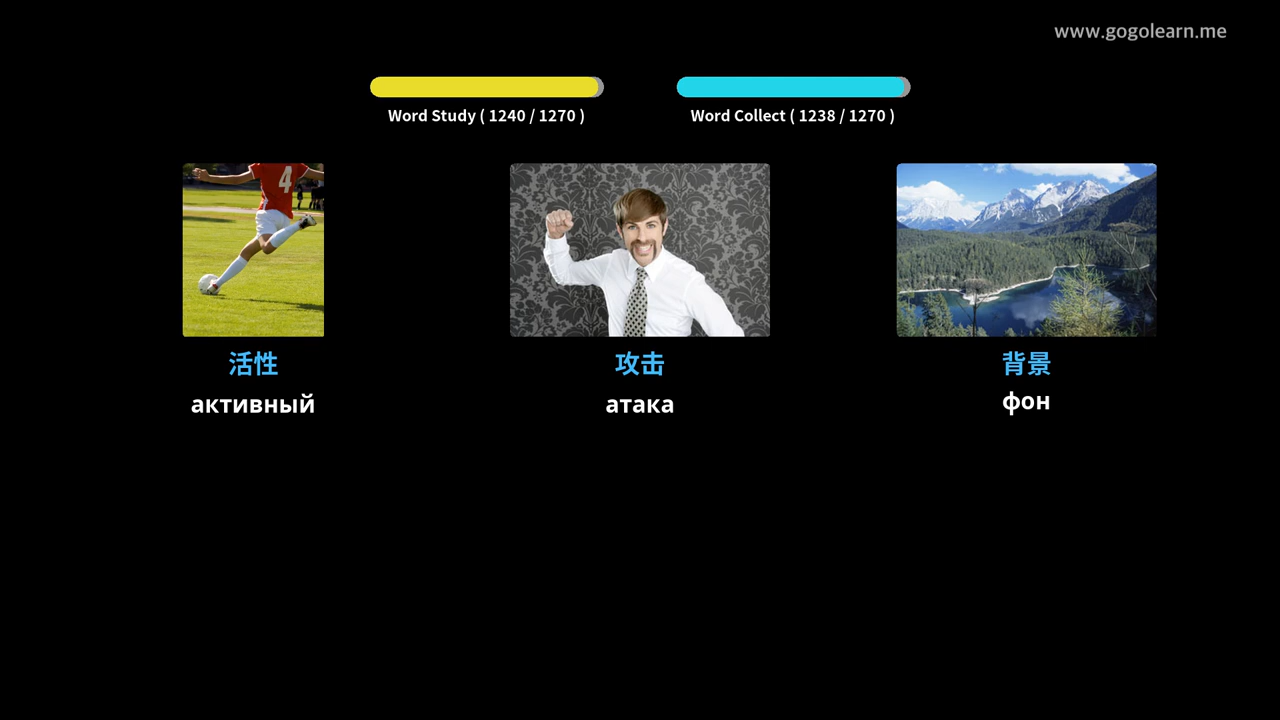 www.gogolearn.me
Word Study ( 1240 / 1270 )
Word Collect ( 1238 / 1270 )
4
活性
攻击
背景
активный
атака
фон